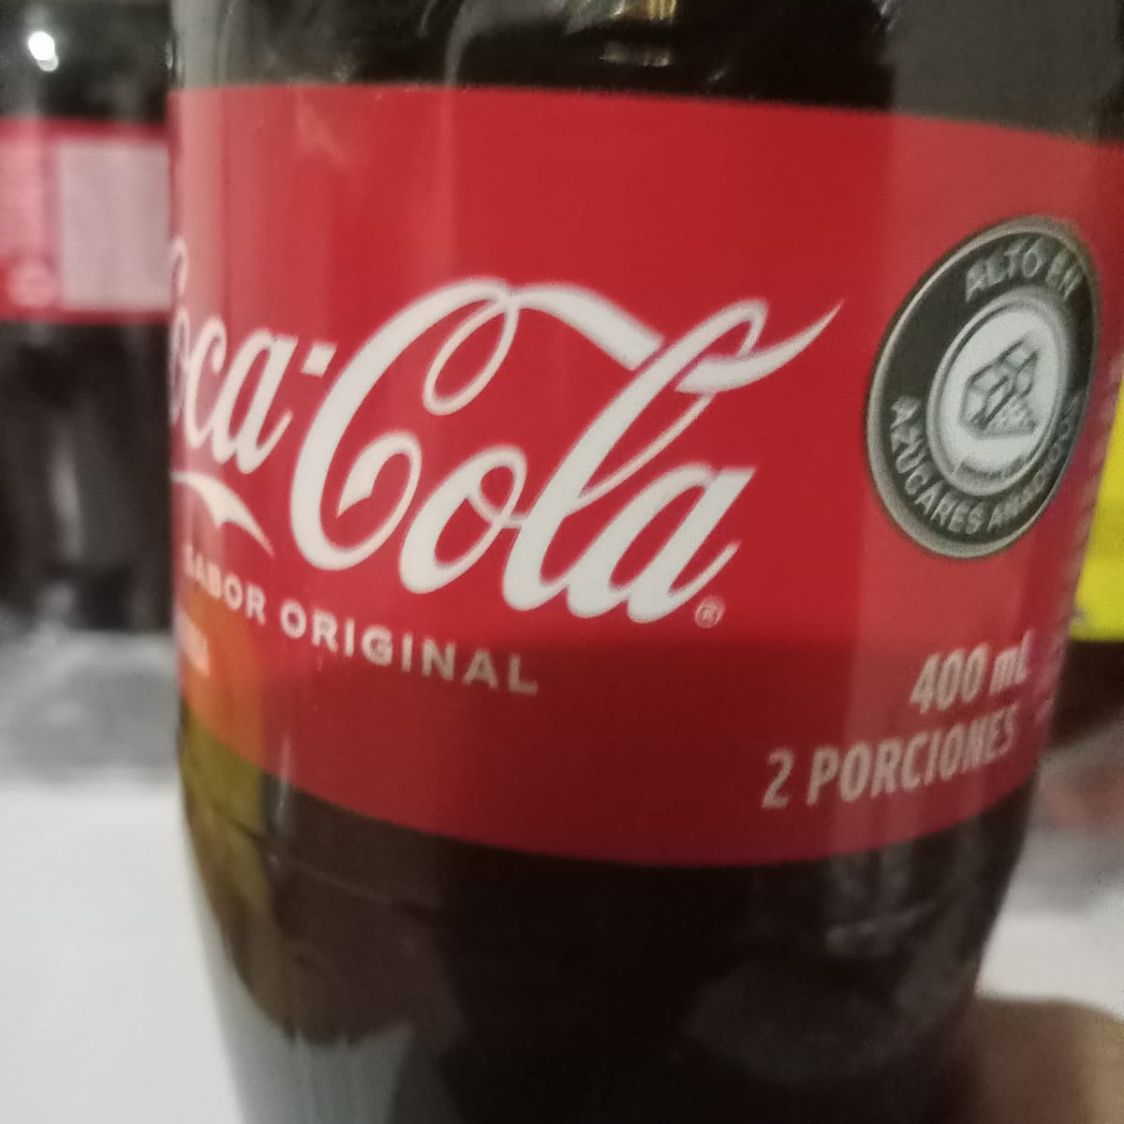 Coca-Cola®
SABOR ORIGINAL
ALTO EN
AZÚCARES AÑADIDOS
400 mL
2 PORCIONES